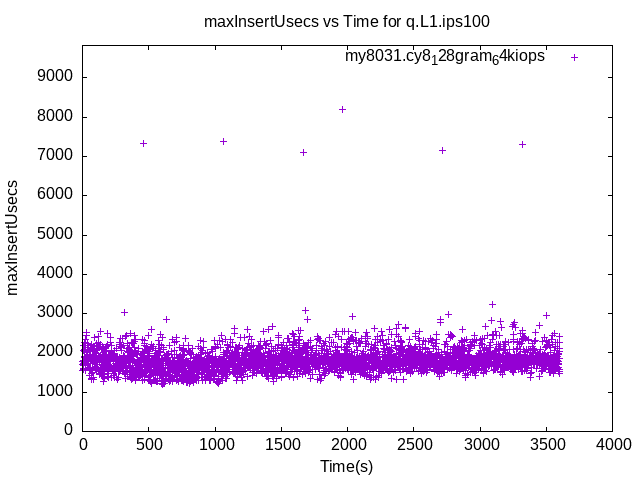 maxInsertUsecs vs Time for q.L1.ips100
my8031.cy8₁28gram₆4kiops
9000
8000
7000
6000
5000
4000
3000
2000
1000
0
maxInsertUsecs
0 500 1000 1500 2000 2500 3000 3500 4000
Time(s)